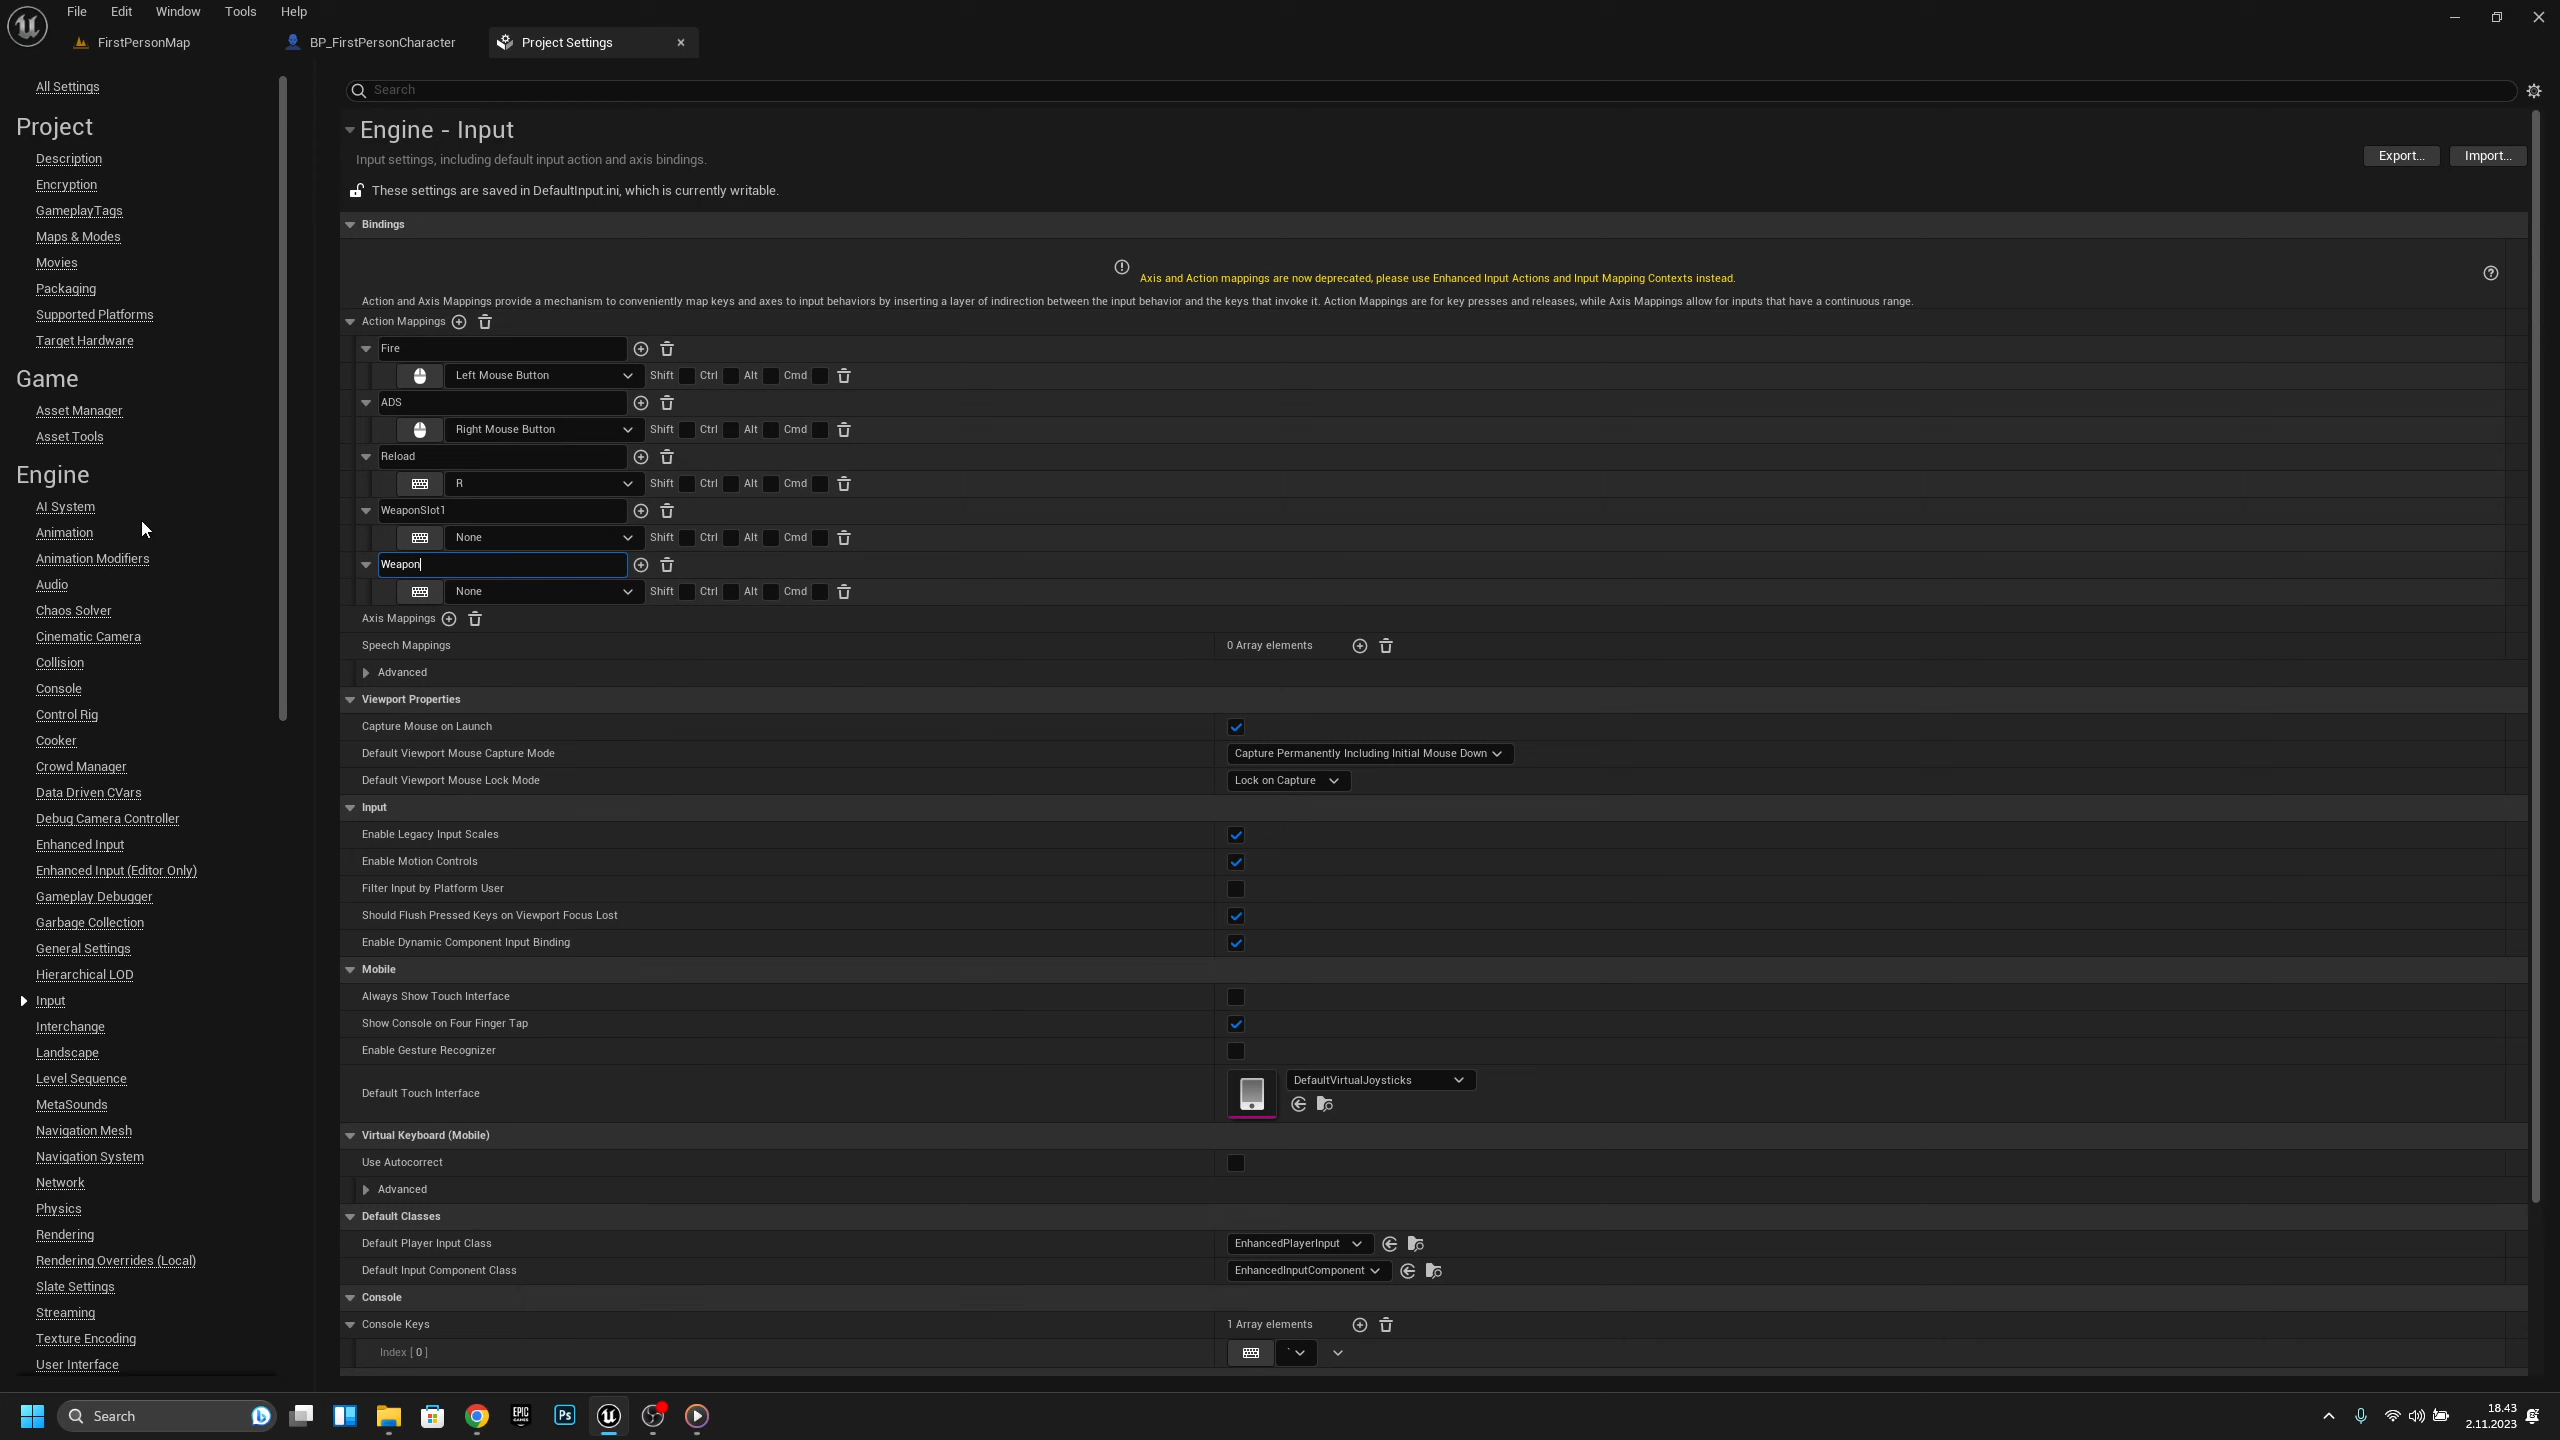 File Edit Window Tools Help
FirstPersonMap BP_FirstPersonCharacter Project Settings
All Settings
Project
Description
Encryption
GameplayTags
Maps & Modes
Movies
Packaging
Supported Platforms
Target Hardware
Game
Asset Manager
Asset Tools
Engine
AI System
Animation
Animation Modifiers
Audio
Chaos Solver
Cinematic Camera
Collision
Console
Control Rig
Cooker
Crowd Manager
Data Driven CVars
Debug Camera Controller
Enhanced Input
Enhanced Input (Editor Only)
Gameplay Debugger
Garbage Collection
General Settings
Hierarchical LOD
Input
Interchange
Landscape
Level Sequence
MetaSounds
Navigation Mesh
Navigation System
Network
Physics
Rendering
Rendering Overrides (Local)
Slate Settings
Streaming
Texture Encoding
User Interface
Search
Engine - Input
Input settings, including default input action and axis bindings.
Export... Import...
These settings are saved in DefaultInput.ini, which is currently writable.
Bindings
Axis and Action mappings are now deprecated, please use Enhanced Input Actions and Input Mapping Contexts instead.
Action and Axis Mappings provide a mechanism to conveniently map keys and axes to input behaviors by inserting a layer of indirection between the input behavior and the keys that invoke it. Action Mappings are for key presses and releases, while Axis Mappings allow for inputs that have a continuous range.
Action Mappings
Fire
Left Mouse Button Shift Ctrl Alt Cmd
ADS
Right Mouse Button Shift Ctrl Alt Cmd
Reload
R Shift Ctrl Alt Cmd
WeaponSlot1
None Shift Ctrl Alt Cmd
Weapon
None Shift Ctrl Alt Cmd
Axis Mappings
Speech Mappings 0 Array elements
Advanced
Viewport Properties
Capture Mouse on Launch
Default Viewport Mouse Capture Mode Capture Permanently Including Initial Mouse Down
Default Viewport Mouse Lock Mode Lock on Capture
Input
Enable Legacy Input Scales
Enable Motion Controls
Filter Input by Platform User
Should Flush Pressed Keys on Viewport Focus Lost
Enable Dynamic Component Input Binding
Mobile
Always Show Touch Interface
Show Console on Four Finger Tap
Enable Gesture Recognizer
Default Touch Interface DefaultVirtualJoysticks
Virtual Keyboard (Mobile)
Use Autocorrect
Advanced
Default Classes
Default Player Input Class EnhancedPlayerInput
Default Input Component Class EnhancedInputComponent
Console
Console Keys 1 Array elements
Index [ 0 ] `
Search EPIC GAMES Ps 18.43
2.11.2023